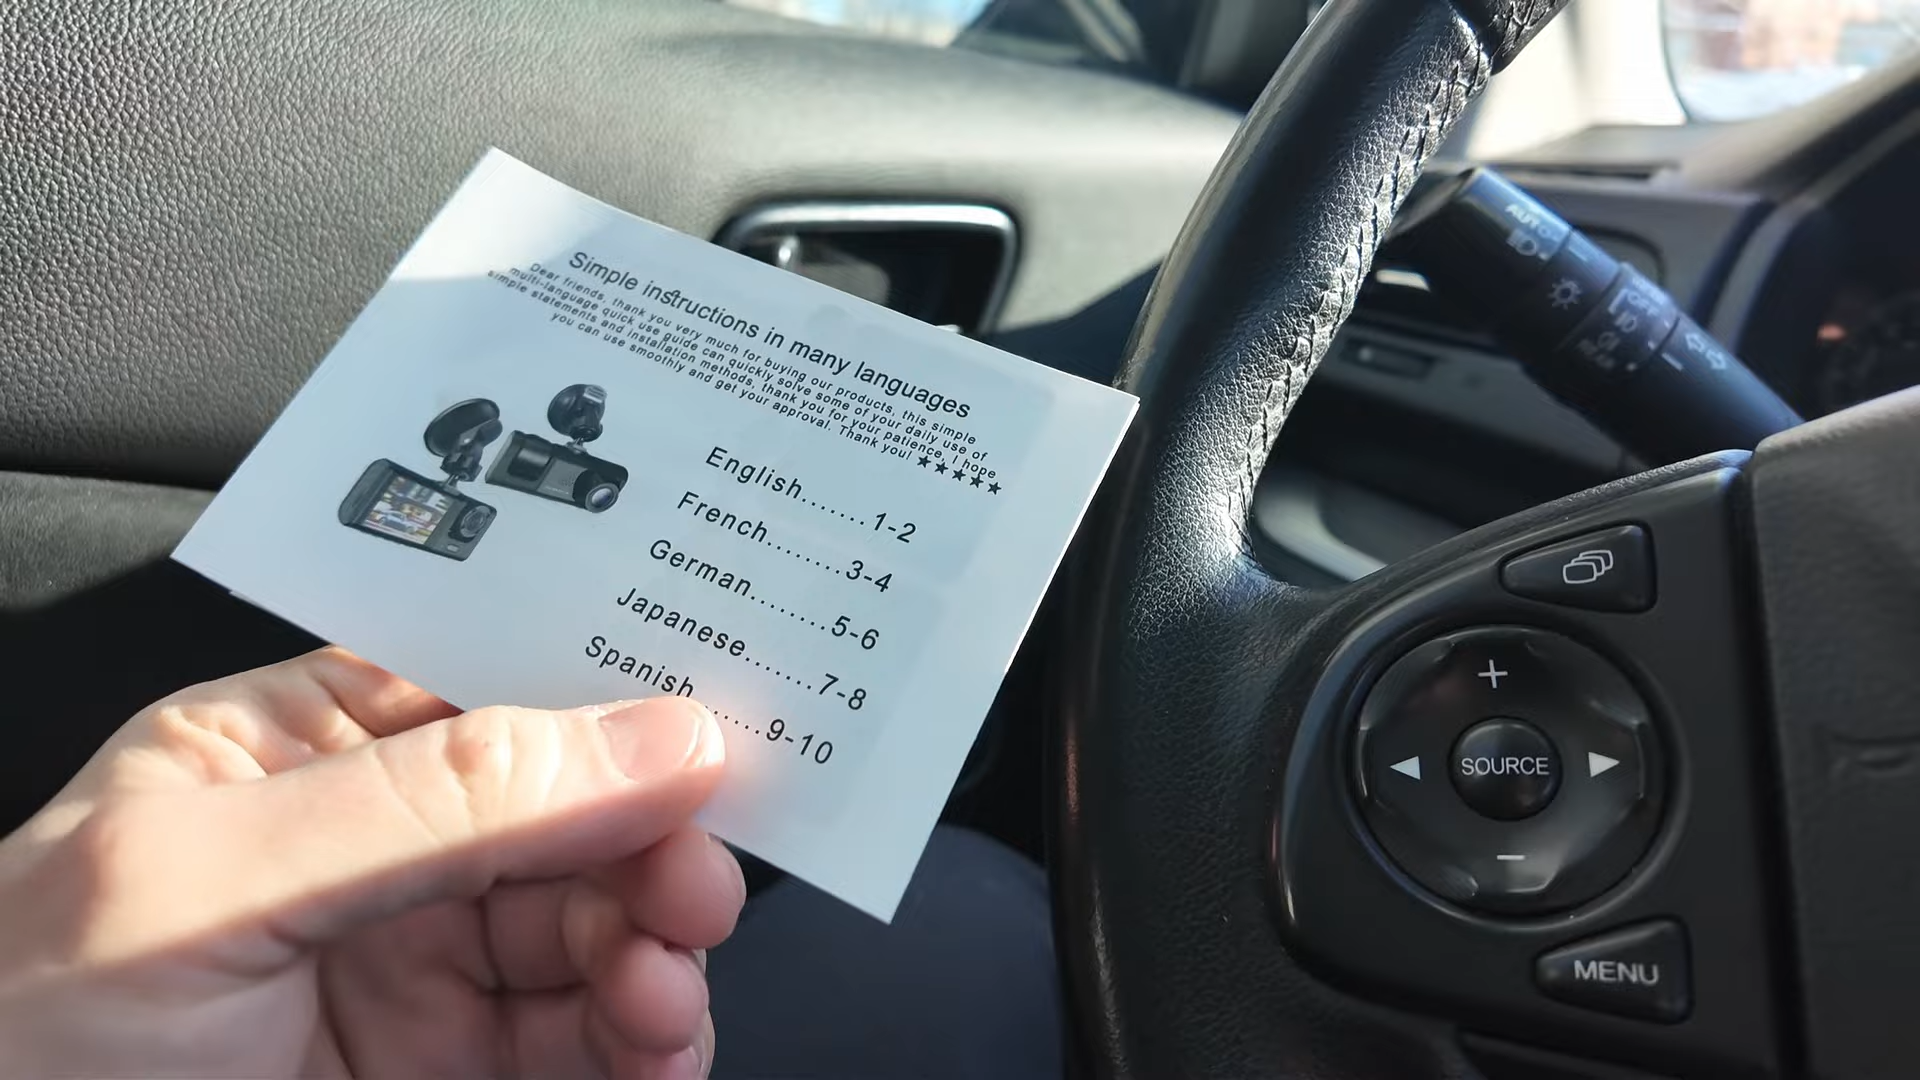 Simple instructions in many languages
Dear friends, thank you very much for buying our products, this simple
multi-language quick use guide can quickly solve some of your daily use of
simple statements and installation methods, thank you for your patience, I hope
you can use smoothly and get your approval. Thank you! ★★★★★
English.......1-2
French........3-4
German........5-6
Japanese.......7-8
Spanish.......9-10
AUTO
OFF
REAR
+
◀ SOURCE ▶
−
MENU